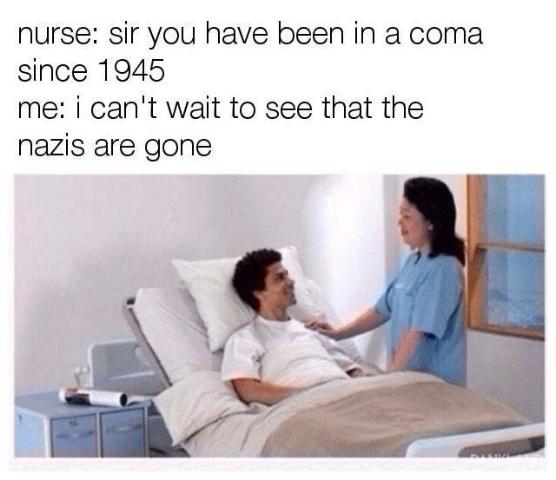 nurse: sir you have been in a coma
since 1945
me: i can't wait to see that the
nazis are gone